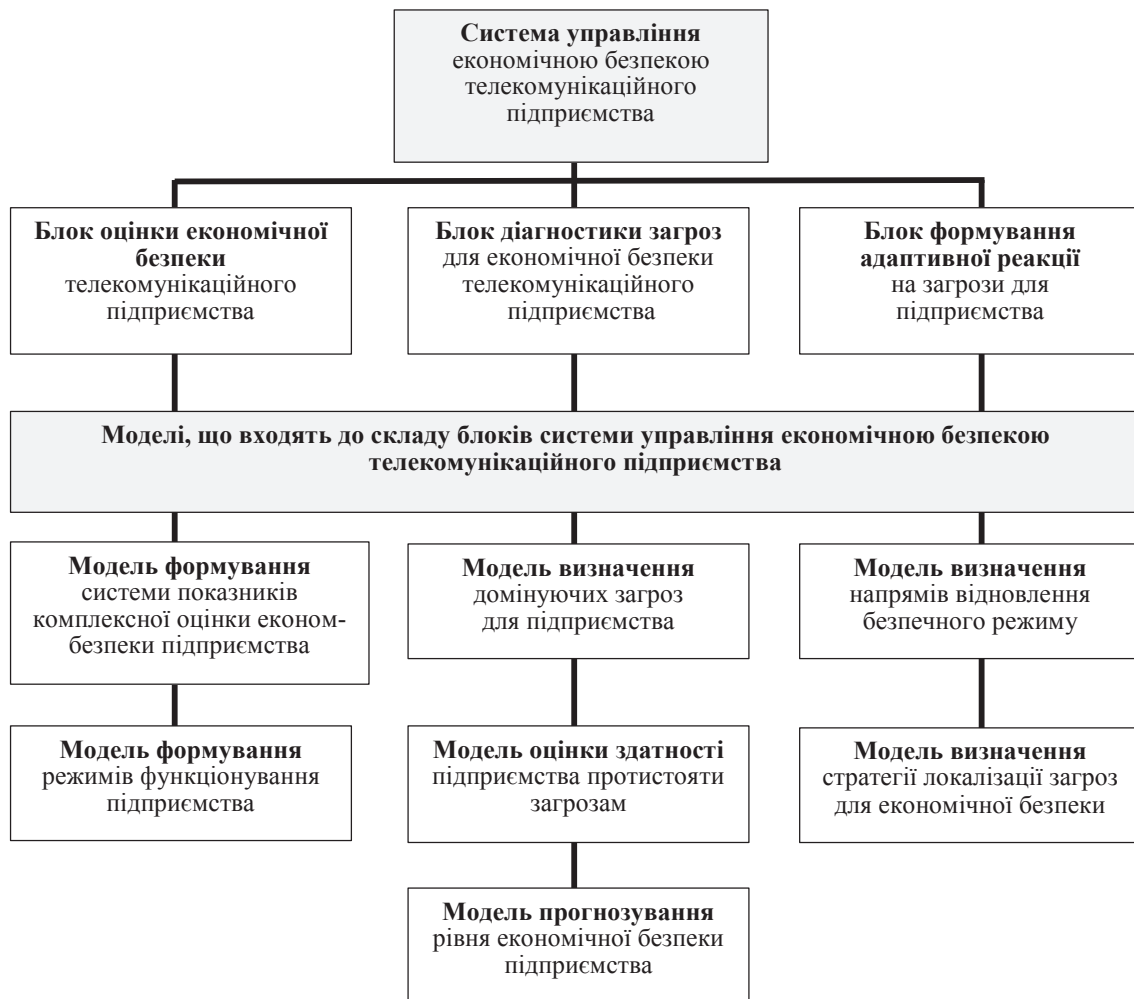 Система управління
економічною безпекою
телекомунікаційного
підприємства
Блок оцінки економічної
безпеки
телекомунікаційного
підприємства
Блок діагностики загроз
для економічної безпеки
телекомунікаційного
підприємства
Блок формування
адаптивної реакції
на загрози для
підприємства
Моделі, що входять до складу блоків системи управління економічною безпекою
телекомунікаційного підприємства
Модель формування
системи показників
комплексної оцінки економ-
безпеки підприємства
Модель визначення
домінуючих загроз
для підприємства
Модель визначення
напрямів відновлення
безпечного режиму
Модель формування
режимів функціонування
підприємства
Модель оцінки здатності
підприємства протистояти
загрозам
Модель визначення
стратегії локалізації загроз
для економічної безпеки
Модель прогнозування
рівня економічної безпеки
підприємства